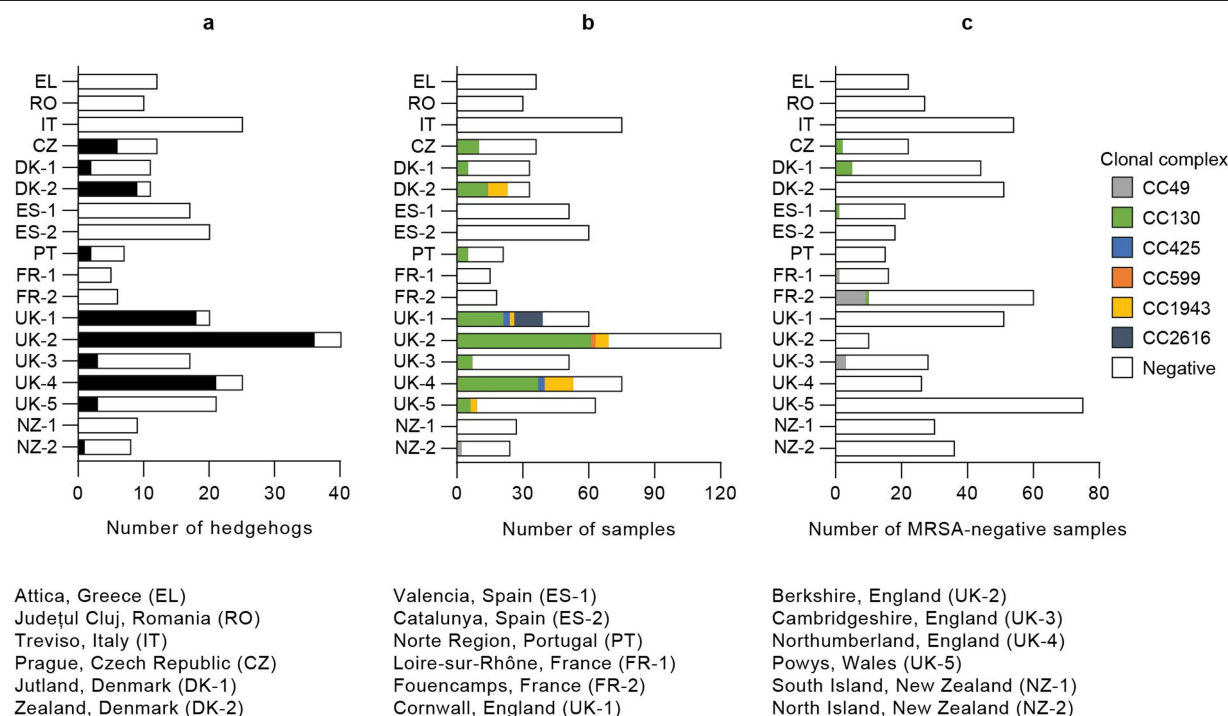 a
b
c
EL
RO
IT
CZ
DK-1
DK-2
ES-1
ES-2
PT
FR-1
FR-2
UK-1
UK-2
UK-3
UK-4
UK-5
NZ-1
NZ-2
0 10 20 30 40
Number of hedgehogs
EL
RO
IT
CZ
DK-1
DK-2
ES-1
ES-2
PT
FR-1
FR-2
UK-1
UK-2
UK-3
UK-4
UK-5
NZ-1
NZ-2
0 30 60 90 120
Number of samples
EL
RO
IT
CZ
DK-1
DK-2
ES-1
ES-2
PT
FR-1
FR-2
UK-1
UK-2
UK-3
UK-4
UK-5
NZ-1
NZ-2
0 20 40 60 80
Number of MRSA-negative samples
Clonal complex
CC49
CC130
CC425
CC599
CC1943
CC2616
Negative
Attica, Greece (EL)
Județul Cluj, Romania (RO)
Treviso, Italy (IT)
Prague, Czech Republic (CZ)
Jutland, Denmark (DK-1)
Zealand, Denmark (DK-2)
Valencia, Spain (ES-1)
Catalunya, Spain (ES-2)
Norte Region, Portugal (PT)
Loire-sur-Rhône, France (FR-1)
Fouencamps, France (FR-2)
Cornwall, England (UK-1)
Berkshire, England (UK-2)
Cambridgeshire, England (UK-3)
Northumberland, England (UK-4)
Powys, Wales (UK-5)
South Island, New Zealand (NZ-1)
North Island, New Zealand (NZ-2)